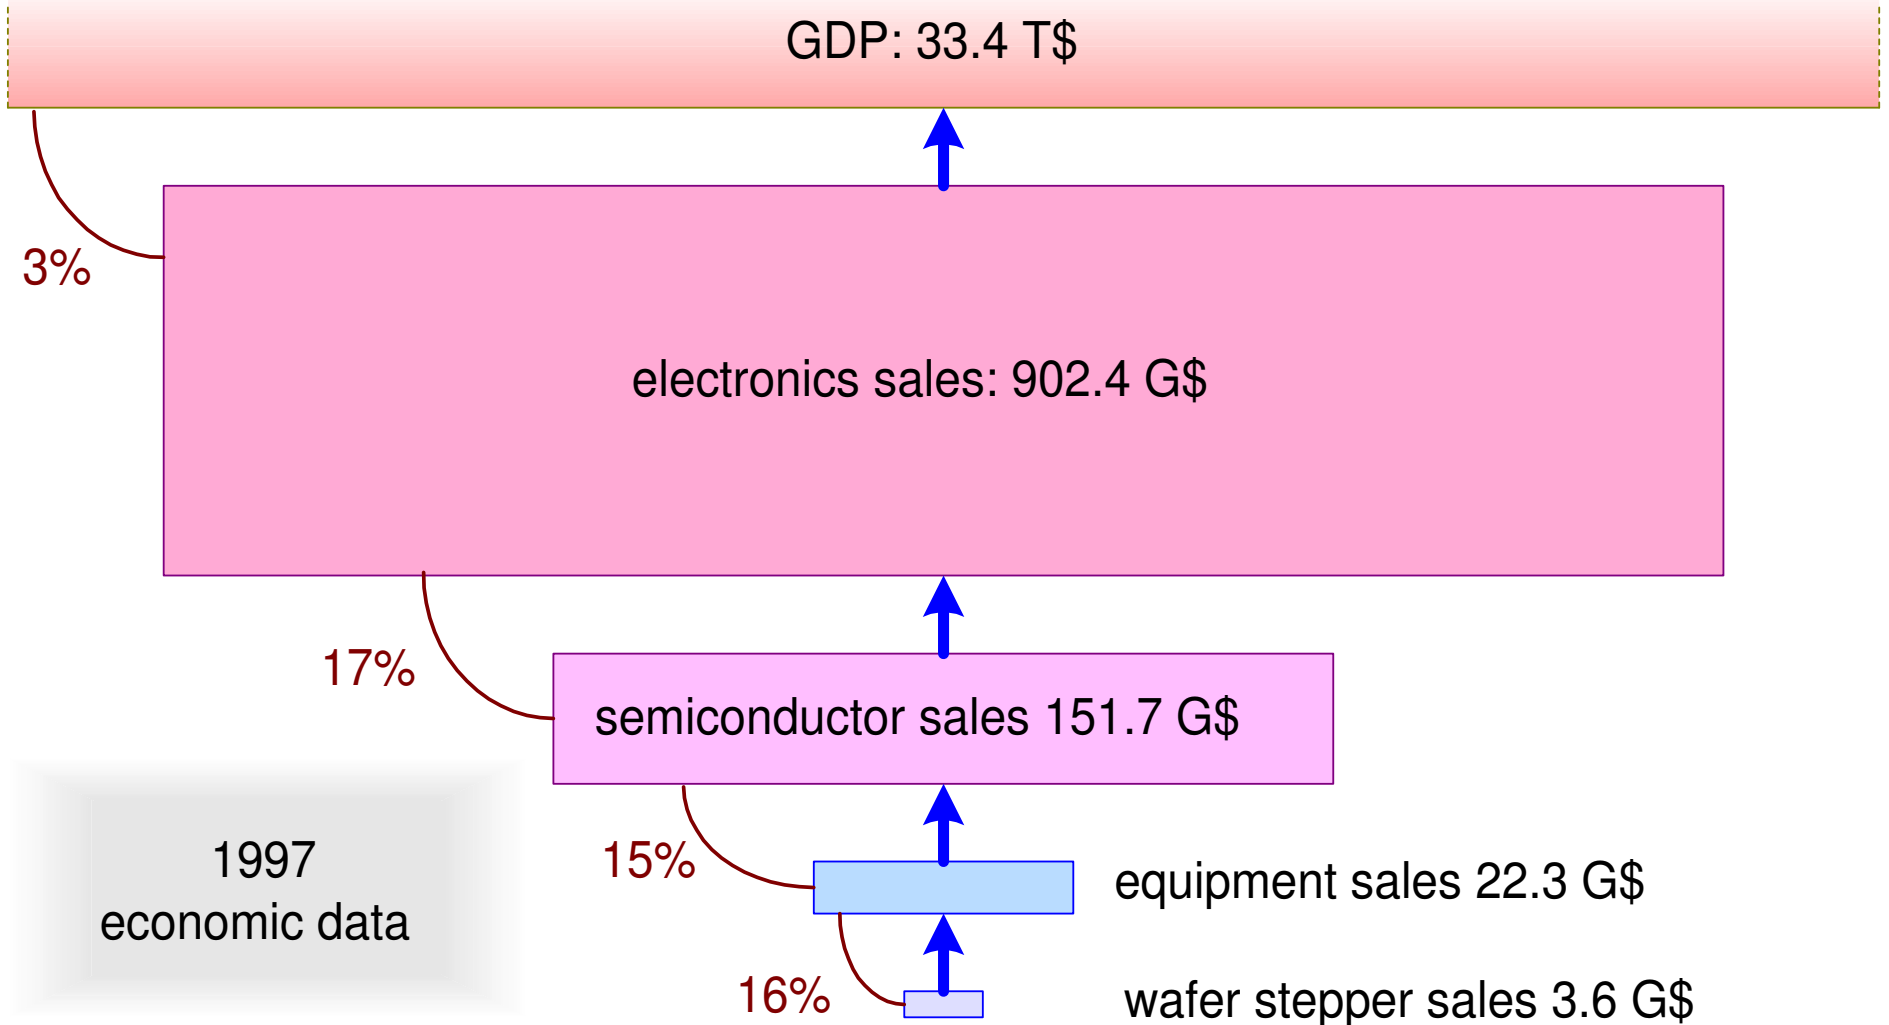 GDP: 33.4 T$
3%
electronics sales: 902.4 G$
17%
semiconductor sales 151.7 G$
1997
economic data
15%
equipment sales 22.3 G$
16%
wafer stepper sales 3.6 G$